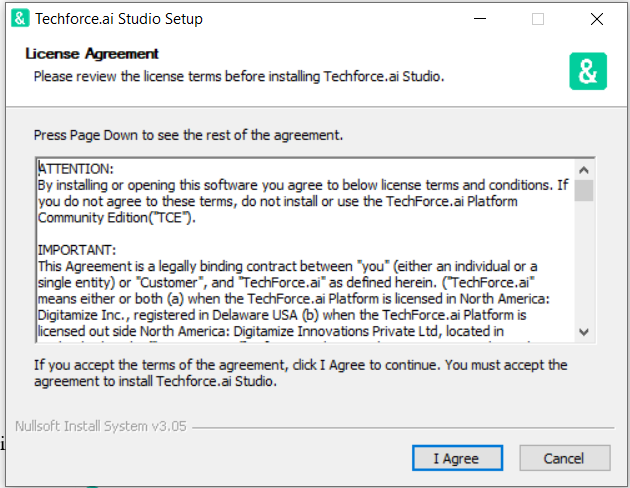 & Techforce.ai Studio Setup
License Agreement
Please review the license terms before installing Techforce.ai Studio.
&
Press Page Down to see the rest of the agreement.
ATTENTION:
By installing or opening this software you agree to below license terms and conditions. If
you do not agree to these terms, do not install or use the TechForce.ai Platform
Community Edition("TCE").
IMPORTANT:
This Agreement is a legally binding contract between "you" (either an individual or a
single entity) or "Customer", and "TechForce.ai" as defined herein. ("TechForce.ai"
means either or both (a) when the TechForce.ai Platform is licensed in North America:
Digitamize Inc., registered in Delaware USA (b) when the TechForce.ai Platform is
licensed out side North America: Digitamize Innovations Private Ltd, located in
If you accept the terms of the agreement, click I Agree to continue. You must accept the
agreement to install Techforce.ai Studio.
Nullsoft Install System v3.05
i
I Agree
Cancel